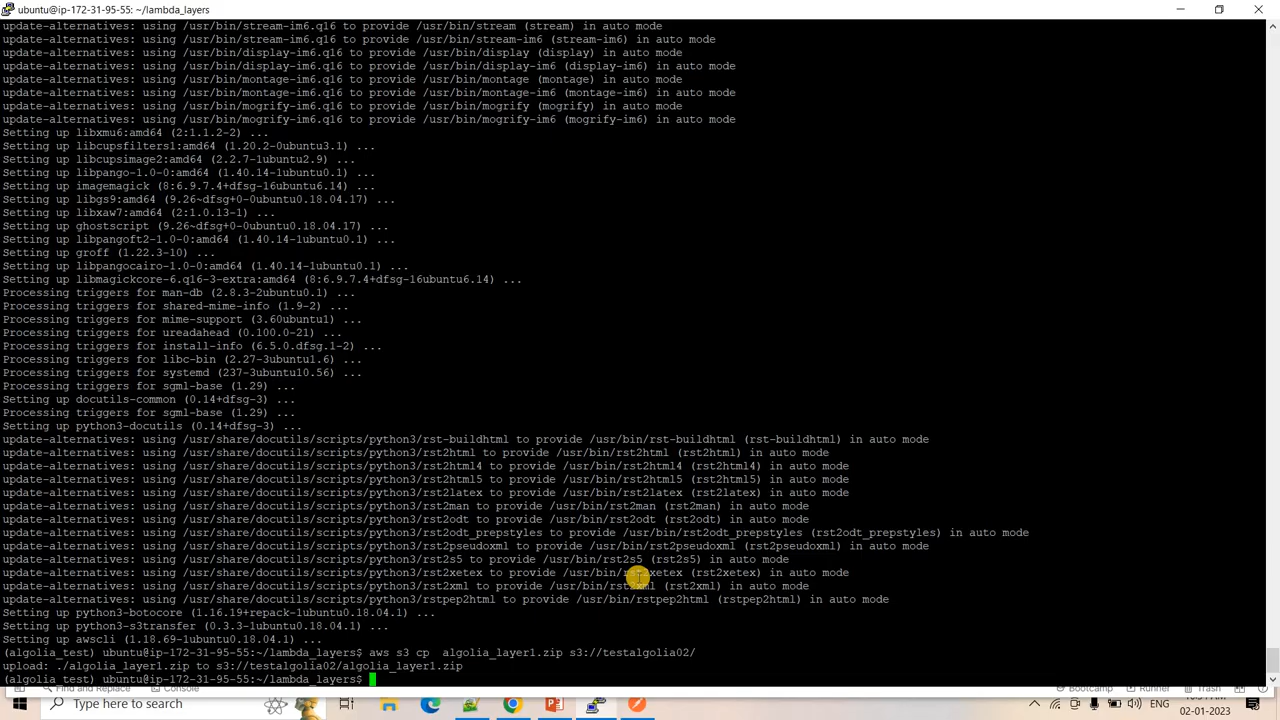 ubuntu@ip-172-31-95-55: ~/lambda_layers
update-alternatives: using /usr/bin/stream-im6.q16 to provide /usr/bin/stream (stream) in auto mode
update-alternatives: using /usr/bin/stream-im6.q16 to provide /usr/bin/stream-im6 (stream-im6) in auto mode
update-alternatives: using /usr/bin/display-im6.q16 to provide /usr/bin/display (display) in auto mode
update-alternatives: using /usr/bin/display-im6.q16 to provide /usr/bin/display-im6 (display-im6) in auto mode
update-alternatives: using /usr/bin/montage-im6.q16 to provide /usr/bin/montage (montage) in auto mode
update-alternatives: using /usr/bin/montage-im6.q16 to provide /usr/bin/montage-im6 (montage-im6) in auto mode
update-alternatives: using /usr/bin/mogrify-im6.q16 to provide /usr/bin/mogrify (mogrify) in auto mode
update-alternatives: using /usr/bin/mogrify-im6.q16 to provide /usr/bin/mogrify-im6 (mogrify-im6) in auto mode
Setting up libxmu6:amd64 (2:1.1.2-2) ...
Setting up libcupsfilters1:amd64 (1.20.2-0ubuntu3.1) ...
Setting up libcupsimage2:amd64 (2.2.7-1ubuntu2.9) ...
Setting up libpango-1.0-0:amd64 (1.40.14-1ubuntu0.1) ...
Setting up imagemagick (8:6.9.7.4+dfsg-16ubuntu6.14) ...
Setting up libgs9:amd64 (9.26~dfsg+0-0ubuntu0.18.04.17) ...
Setting up libxaw7:amd64 (2:1.0.13-1) ...
Setting up ghostscript (9.26~dfsg+0-0ubuntu0.18.04.17) ...
Setting up libpangoft2-1.0-0:amd64 (1.40.14-1ubuntu0.1) ...
Setting up groff (1.22.3-10) ...
Setting up libpangocairo-1.0-0:amd64 (1.40.14-1ubuntu0.1) ...
Setting up libmagickcore-6.q16-3-extra:amd64 (8:6.9.7.4+dfsg-16ubuntu6.14) ...
Processing triggers for man-db (2.8.3-2ubuntu0.1) ...
Processing triggers for shared-mime-info (1.9-2) ...
Processing triggers for mime-support (3.60ubuntu1) ...
Processing triggers for ureadahead (0.100.0-21) ...
Processing triggers for install-info (6.5.0.dfsg.1-2) ...
Processing triggers for libc-bin (2.27-3ubuntu1.6) ...
Processing triggers for systemd (237-3ubuntu10.56) ...
Processing triggers for sgml-base (1.29) ...
Setting up docutils-common (0.14+dfsg-3) ...
Processing triggers for sgml-base (1.29) ...
Setting up python3-docutils (0.14+dfsg-3) ...
update-alternatives: using /usr/share/docutils/scripts/python3/rst-buildhtml to provide /usr/bin/rst-buildhtml (rst-buildhtml) in auto mode
update-alternatives: using /usr/share/docutils/scripts/python3/rst2html to provide /usr/bin/rst2html (rst2html) in auto mode
update-alternatives: using /usr/share/docutils/scripts/python3/rst2html4 to provide /usr/bin/rst2html4 (rst2html4) in auto mode
update-alternatives: using /usr/share/docutils/scripts/python3/rst2html5 to provide /usr/bin/rst2html5 (rst2html5) in auto mode
update-alternatives: using /usr/share/docutils/scripts/python3/rst2latex to provide /usr/bin/rst2latex (rst2latex) in auto mode
update-alternatives: using /usr/share/docutils/scripts/python3/rst2man to provide /usr/bin/rst2man (rst2man) in auto mode
update-alternatives: using /usr/share/docutils/scripts/python3/rst2odt to provide /usr/bin/rst2odt (rst2odt) in auto mode
update-alternatives: using /usr/share/docutils/scripts/python3/rst2odt_prepstyles to provide /usr/bin/rst2odt_prepstyles (rst2odt_prepstyles) in auto mode
update-alternatives: using /usr/share/docutils/scripts/python3/rst2pseudoxml to provide /usr/bin/rst2pseudoxml (rst2pseudoxml) in auto mode
update-alternatives: using /usr/share/docutils/scripts/python3/rst2s5 to provide /usr/bin/rst2s5 (rst2s5) in auto mode
update-alternatives: using /usr/share/docutils/scripts/python3/rst2xetex to provide /usr/bin/rst2xetex (rst2xetex) in auto mode
update-alternatives: using /usr/share/docutils/scripts/python3/rst2xml to provide /usr/bin/rst2xml (rst2xml) in auto mode
update-alternatives: using /usr/share/docutils/scripts/python3/rstpep2html to provide /usr/bin/rstpep2html (rstpep2html) in auto mode
Setting up python3-botocore (1.16.19+repack-1ubuntu0.18.04.1) ...
Setting up python3-s3transfer (0.3.3-1ubuntu0.18.04.1) ...
Setting up awscli (1.18.69-1ubuntu0.18.04.1) ...
(algolia_test) ubuntu@ip-172-31-95-55:~/lambda_layers$ aws s3 cp  algolia_layer1.zip s3://testalgolia02/
upload: ./algolia_layer1.zip to s3://testalgolia02/algolia_layer1.zip
(algolia_test) ubuntu@ip-172-31-95-55:~/lambda_layers$
Find and Replace Console Bootcamp Runner Trash
Type here to search
02-01-2023